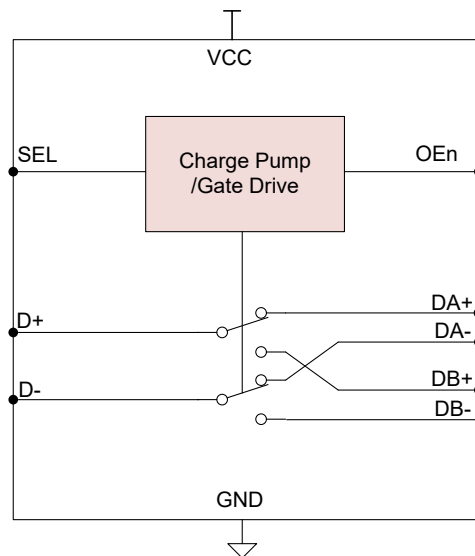 VCC
SEL
Charge Pump
/Gate Drive
OEn
D+
DA+
DA-
D-
DB+
DB-
GND